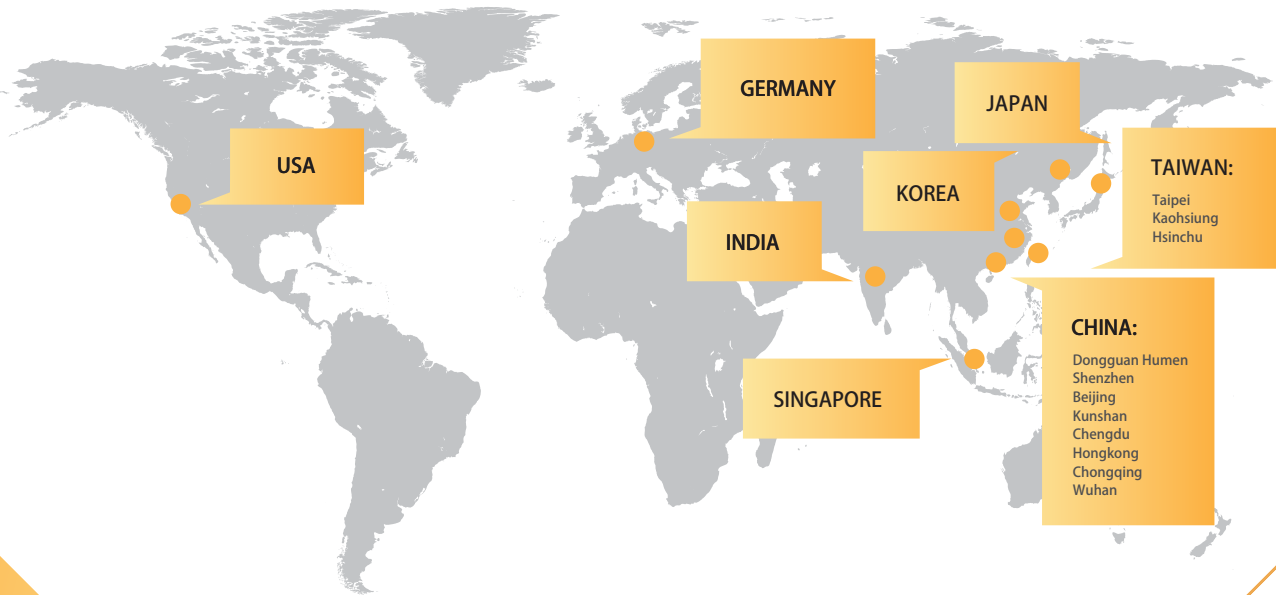 GERMANY
JAPAN
USA
KOREA
TAIWAN:
Taipei
Kaohsiung
Hsinchu
INDIA
CHINA:
Dongguan Humen
Shenzhen
Beijing
Kunshan
Chengdu
Hongkong
Chongqing
Wuhan
SINGAPORE